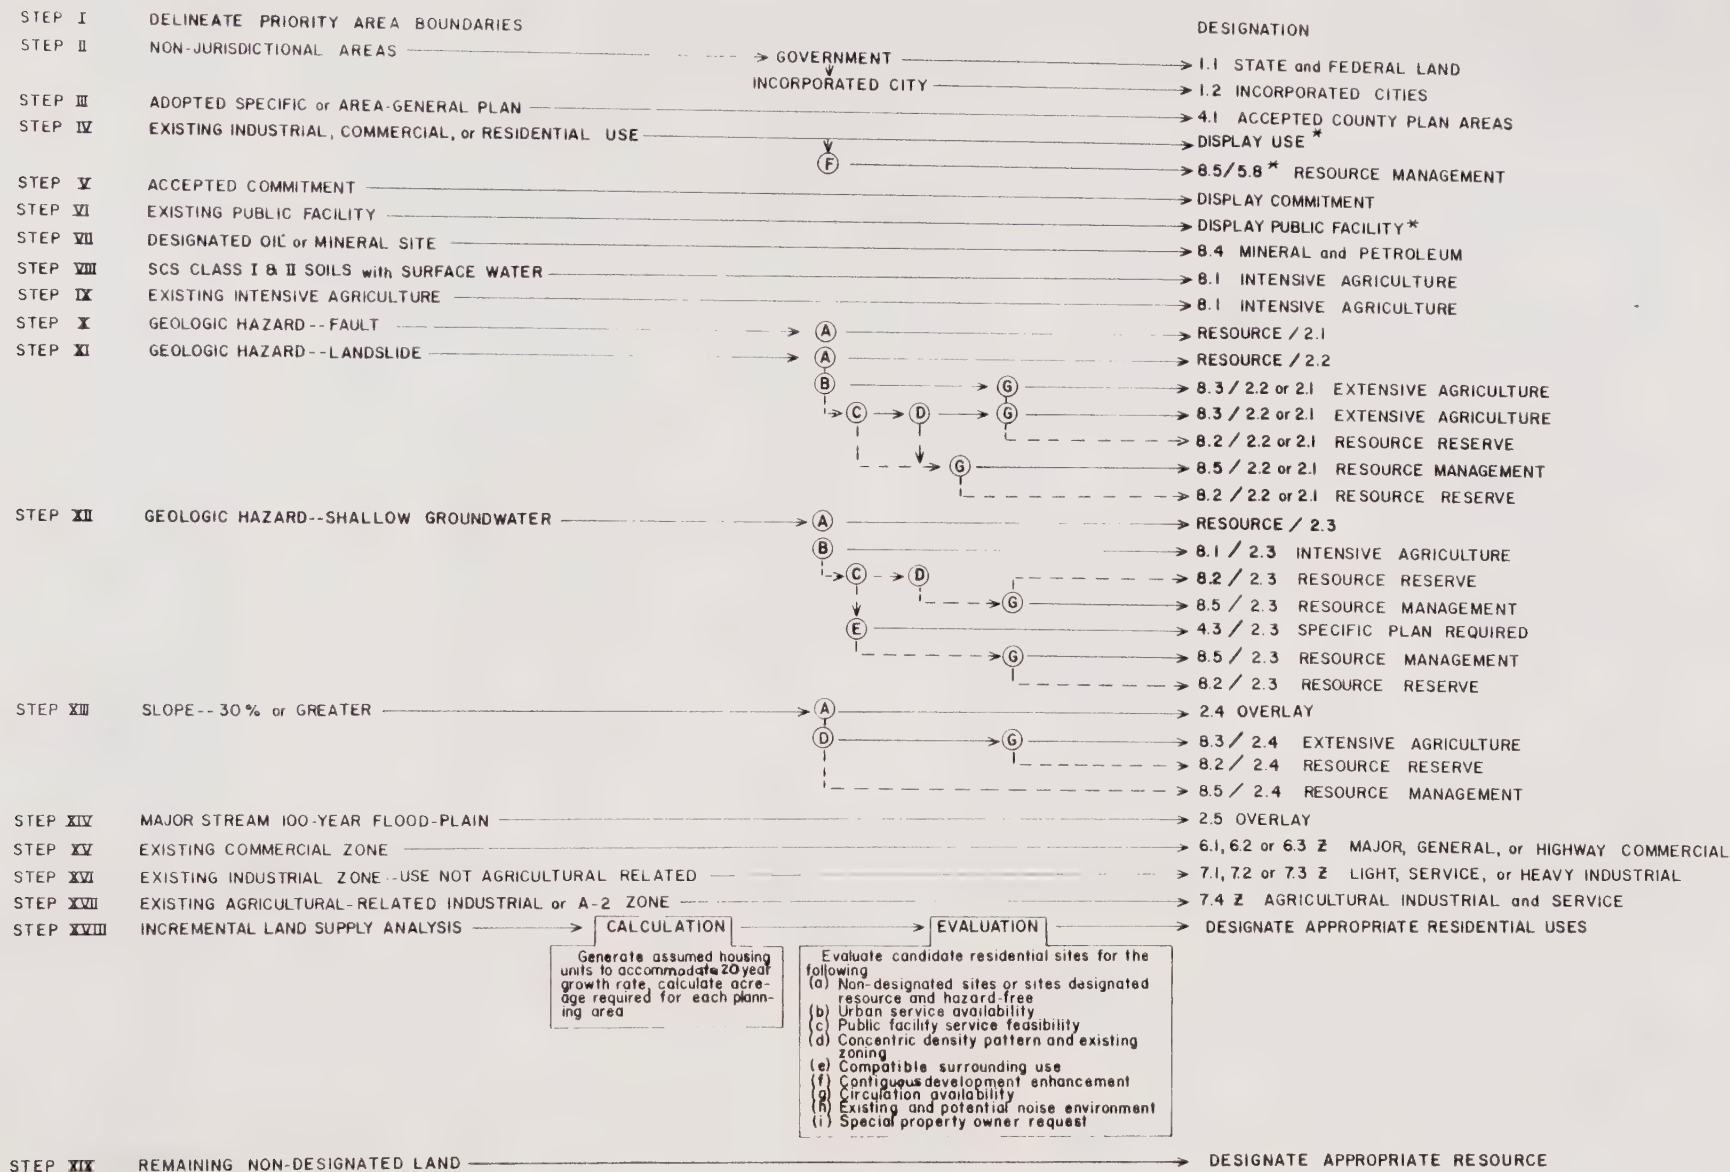 DESIGNATION
STEP I DELINEATE PRIORITY AREA BOUNDARIES
STEP II NON-JURISDICTIONAL AREAS GOVERNMENT 1.1 STATE and FEDERAL LAND
INCORPORATED CITY 1.2 INCORPORATED CITIES
STEP III ADOPTED SPECIFIC or AREA-GENERAL PLAN 4.1 ACCEPTED COUNTY PLAN AREAS
STEP IV EXISTING INDUSTRIAL, COMMERCIAL, or RESIDENTIAL USE DISPLAY USE *
F 8.5/5.8 * RESOURCE MANAGEMENT
STEP V ACCEPTED COMMITMENT DISPLAY COMMITMENT
STEP VI EXISTING PUBLIC FACILITY DISPLAY PUBLIC FACILITY *
STEP VII DESIGNATED OIL or MINERAL SITE 8.4 MINERAL and PETROLEUM
STEP VIII SCS CLASS I & II SOILS with SURFACE WATER 8.1 INTENSIVE AGRICULTURE
STEP IX EXISTING INTENSIVE AGRICULTURE 8.1 INTENSIVE AGRICULTURE
STEP X GEOLOGIC HAZARD--FAULT A RESOURCE / 2.1
STEP XI GEOLOGIC HAZARD--LANDSLIDE A RESOURCE / 2.2
B G 8.3 / 2.2 or 2.1 EXTENSIVE AGRICULTURE
C D G 8.3 / 2.2 or 2.1 EXTENSIVE AGRICULTURE
8.2 / 2.2 or 2.1 RESOURCE RESERVE
G 8.5 / 2.2 or 2.1 RESOURCE MANAGEMENT
8.2 / 2.2 or 2.1 RESOURCE RESERVE
STEP XII GEOLOGIC HAZARD--SHALLOW GROUNDWATER A RESOURCE / 2.3
B 8.1 / 2.3 INTENSIVE AGRICULTURE
C D 8.2 / 2.3 RESOURCE RESERVE
G 8.5 / 2.3 RESOURCE MANAGEMENT
E 4.3 / 2.3 SPECIFIC PLAN REQUIRED
G 8.5 / 2.3 RESOURCE MANAGEMENT
8.2 / 2.3 RESOURCE RESERVE
STEP XIII SLOPE--30% or GREATER A 2.4 OVERLAY
D G 8.3 / 2.4 EXTENSIVE AGRICULTURE
8.2 / 2.4 RESOURCE RESERVE
8.5 / 2.4 RESOURCE MANAGEMENT
STEP XIV MAJOR STREAM 100-YEAR FLOOD-PLAIN 2.5 OVERLAY
STEP XV EXISTING COMMERCIAL ZONE 6.1, 6.2 or 6.3 Z MAJOR, GENERAL, or HIGHWAY COMMERCIAL
STEP XVI EXISTING INDUSTRIAL ZONE--USE NOT AGRICULTURAL RELATED 7.1, 7.2 or 7.3 Z LIGHT, SERVICE, or HEAVY INDUSTRIAL
STEP XVII EXISTING AGRICULTURAL-RELATED INDUSTRIAL or A-2 ZONE 7.4 Z AGRICULTURAL INDUSTRIAL and SERVICE
STEP XVIII INCREMENTAL LAND SUPPLY ANALYSIS CALCULATION EVALUATION DESIGNATE APPROPRIATE RESIDENTIAL USES
Generate assumed housing
units to accommodate 20 year
growth rate, calculate acre-
age required for each plann-
ing area
Evaluate candidate residential sites for the
following
(a) Non-designated sites or sites designated
resource and hazard-free
(b) Urban service availability
(c) Public facility service feasibility
(d) Concentric density pattern and existing
zoning
(e) Compatible surrounding use
(f) Contiguous development enhancement
(g) Circulation availability
(h) Existing and potential noise environment
(i) Special property owner request
STEP XIX REMAINING NON-DESIGNATED LAND DESIGNATE APPROPRIATE RESOURCE